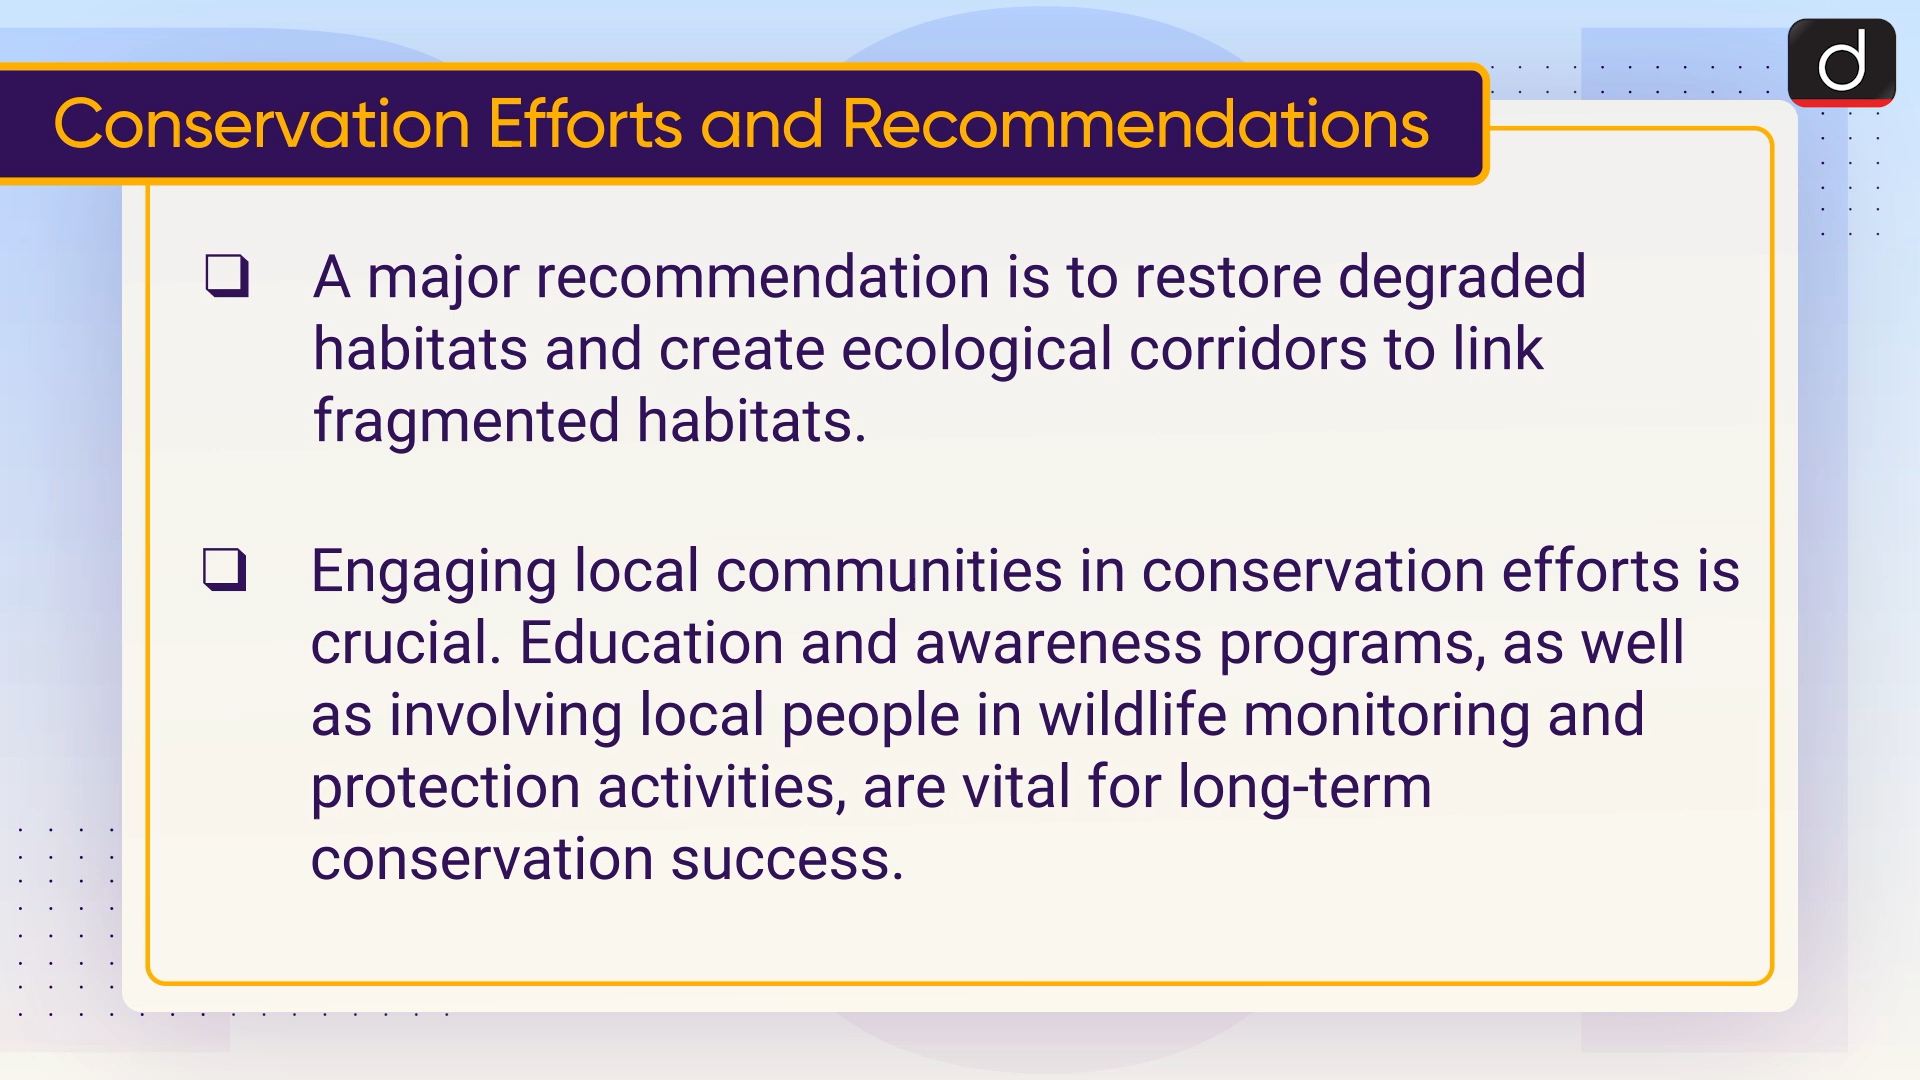 d
Conservation Efforts and Recommendations
❑ A major recommendation is to restore degraded
habitats and create ecological corridors to link
fragmented habitats.
❑ Engaging local communities in conservation efforts is
crucial. Education and awareness programs, as well
as involving local people in wildlife monitoring and
protection activities, are vital for long-term
conservation success.